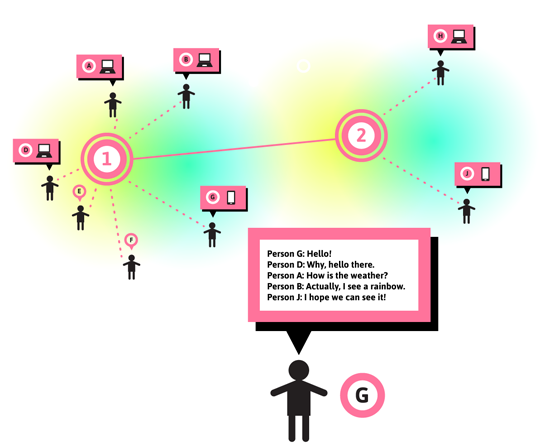 H
A
B
1
2
D
E
J
G
F
Person G: Hello!
Person D: Why, hello there.
Person A: How is the weather?
Person B: Actually, I see a rainbow.
Person J: I hope we can see it!
G